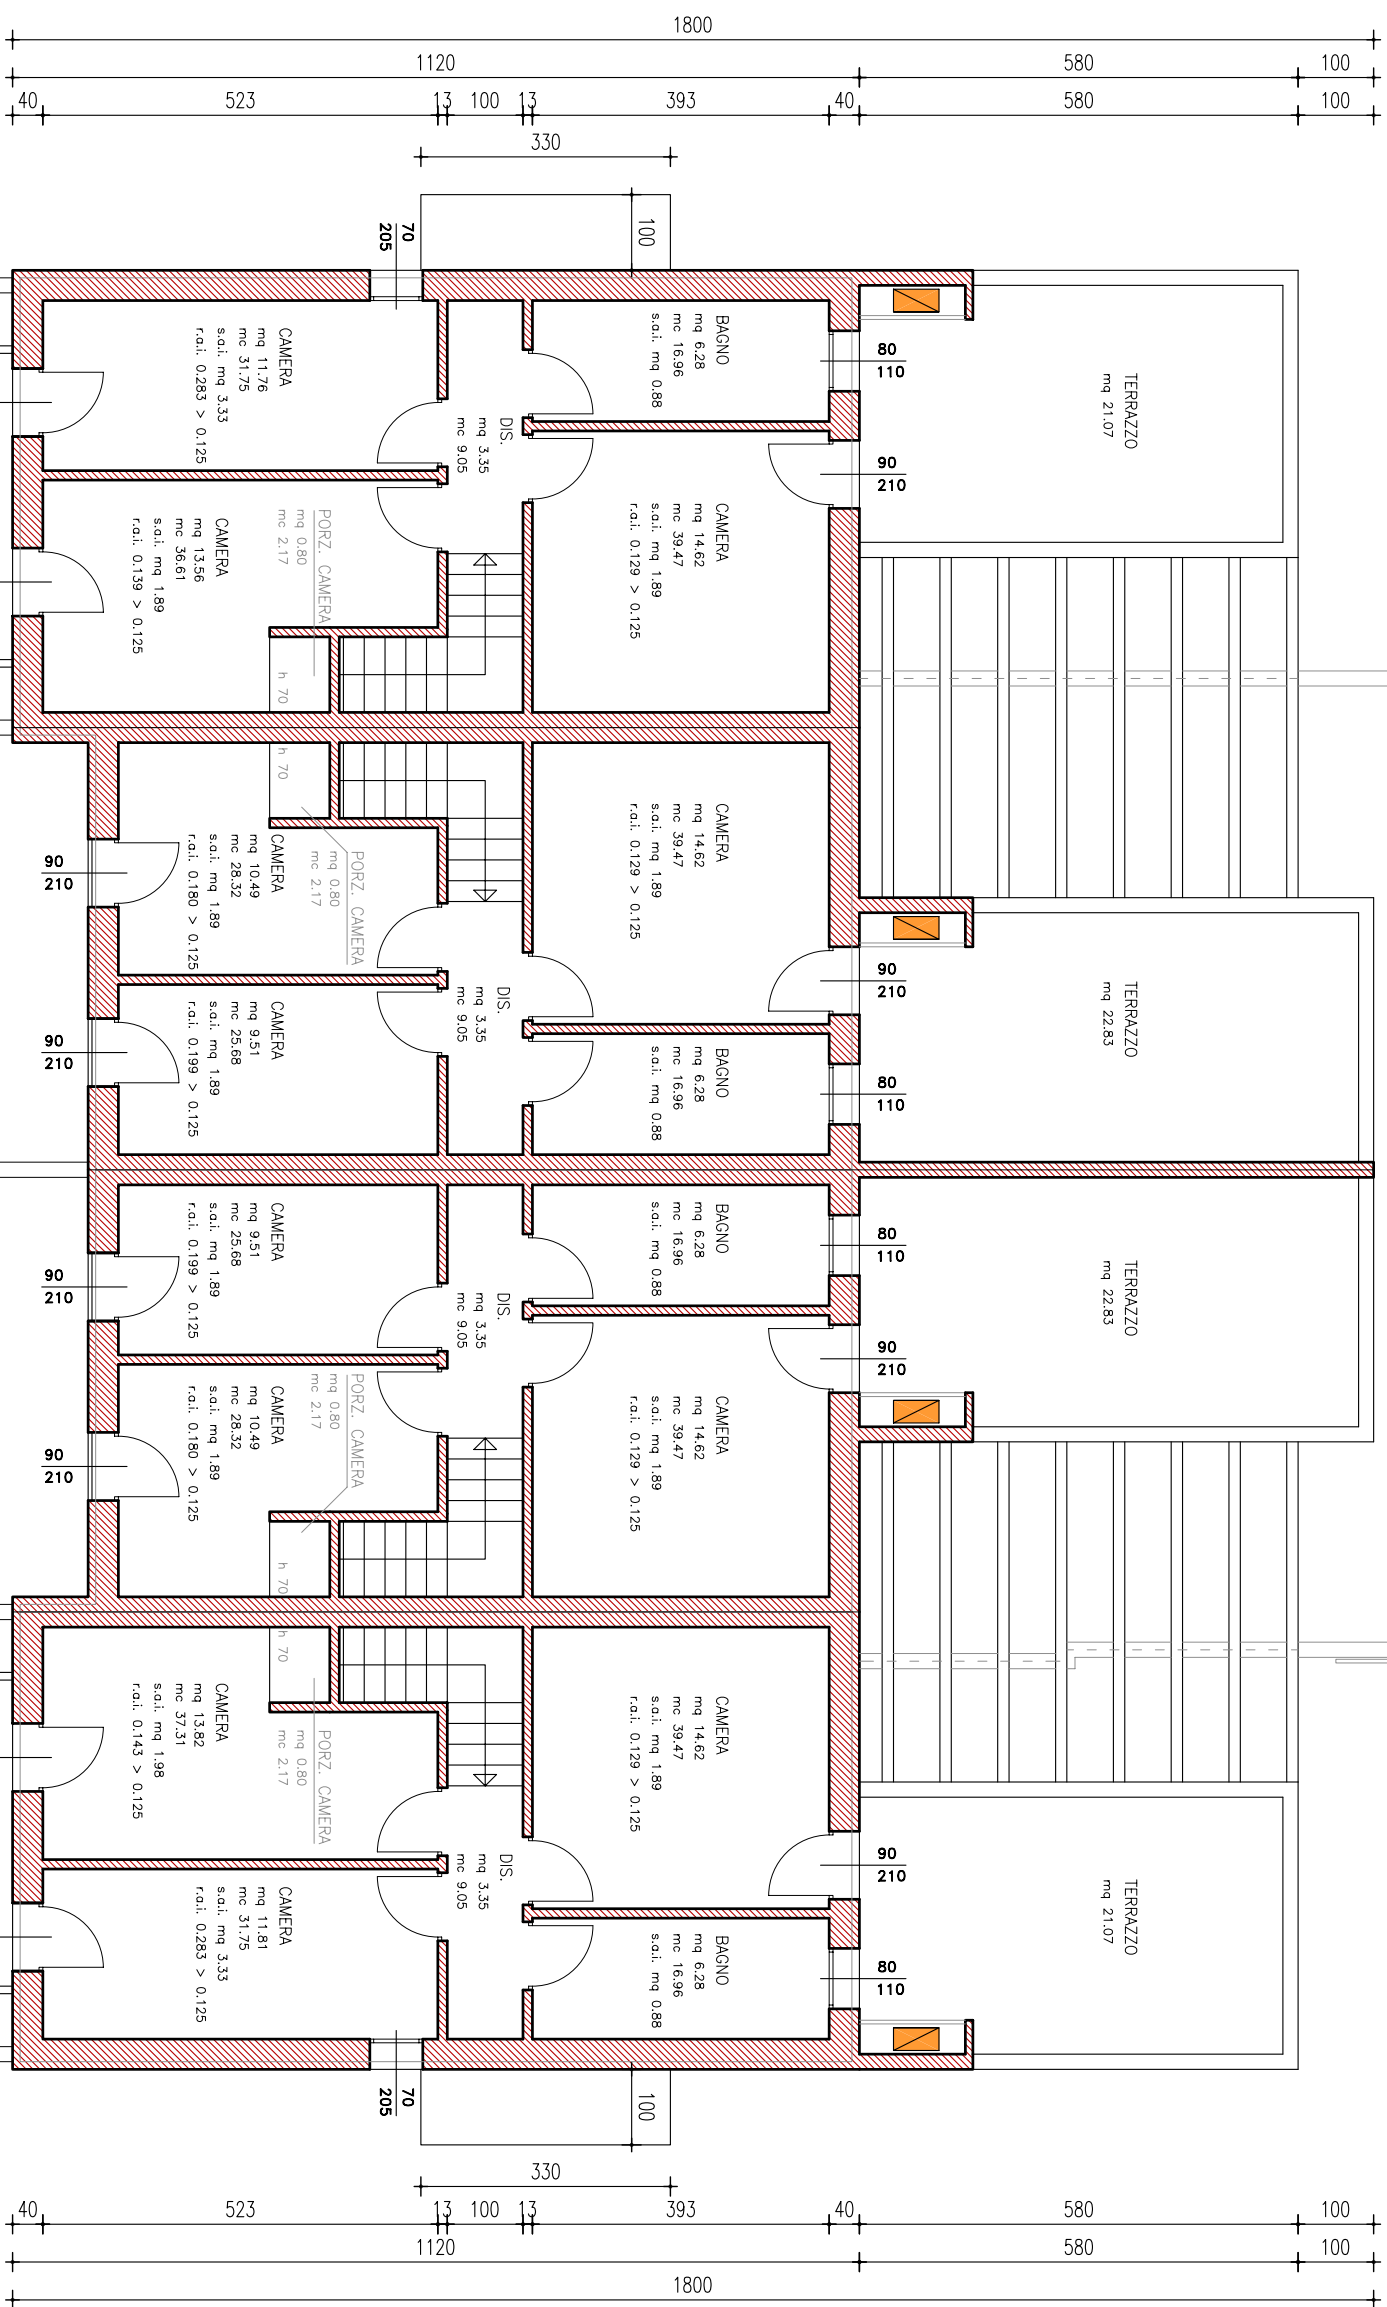 1800
1120
580
100
40
523
13
100
13
393
40
580
100
330
100
70
205
BAGNO
mq 6.28
mc 16.96
s.a.i. mq 0.88
80
110
TERRAZZO
mq 21.07
CAMERA
mq 11.76
mc 31.75
s.a.i. mq 3.33
r.a.i. 0.283 > 0.125
DIS.
mq 3.35
mc 9.05
90
210
CAMERA
mq 14.62
mc 39.47
s.a.i. mq 1.89
r.a.i. 0.129 > 0.125
CAMERA
mq 13.56
mc 36.61
s.a.i. mq 1.89
r.a.i. 0.139 > 0.125
PORZ. CAMERA
mq 0.80
mc 2.17
h 70
h 70
CAMERA
mq 14.62
mc 39.47
s.a.i. mq 1.89
r.a.i. 0.129 > 0.125
CAMERA
mq 10.49
mc 28.32
s.a.i. mq 1.89
r.a.i. 0.180 > 0.125
PORZ. CAMERA
mq 0.80
mc 2.17
90
210
90
210
TERRAZZO
mq 22.83
DIS.
mq 3.35
mc 9.05
CAMERA
mq 9.51
mc 25.68
s.a.i. mq 1.89
r.a.i. 0.199 > 0.125
90
210
BAGNO
mq 6.28
mc 16.96
s.a.i. mq 0.88
80
110
CAMERA
mq 9.51
mc 25.68
s.a.i. mq 1.89
r.a.i. 0.199 > 0.125
90
210
BAGNO
mq 6.28
mc 16.96
s.a.i. mq 0.88
80
110
TERRAZZO
mq 22.83
DIS.
mq 3.35
mc 9.05
90
210
CAMERA
mq 14.62
mc 39.47
s.a.i. mq 1.89
r.a.i. 0.129 > 0.125
PORZ. CAMERA
mq 0.80
mc 2.17
CAMERA
mq 10.49
mc 28.32
s.a.i. mq 1.89
r.a.i. 0.180 > 0.125
90
210
h 70
h 70
CAMERA
mq 13.82
mc 37.31
s.a.i. mq 1.98
r.a.i. 0.143 > 0.125
PORZ. CAMERA
mq 0.80
mc 2.17
CAMERA
mq 14.62
mc 39.47
s.a.i. mq 1.89
r.a.i. 0.129 > 0.125
90
210
TERRAZZO
mq 21.07
DIS.
mq 3.35
mc 9.05
CAMERA
mq 11.81
mc 31.75
s.a.i. mq 3.33
r.a.i. 0.283 > 0.125
BAGNO
mq 6.28
mc 16.96
s.a.i. mq 0.88
80
110
70
205
100
330
40
523
13
100
13
393
40
580
100
1120
580
100
1800